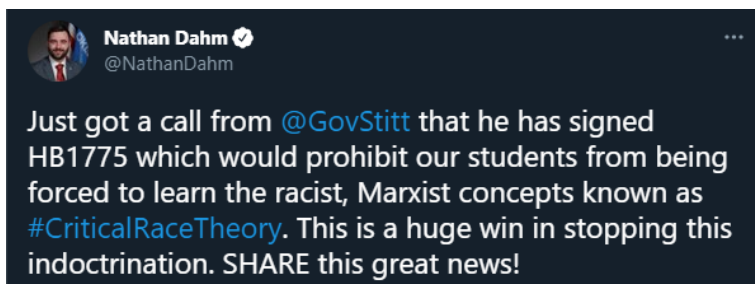 Nathan Dahm
@NathanDahm
Just got a call from @GovStitt that he has signed
HB1775 which would prohibit our students from being
forced to learn the racist, Marxist concepts known as
#CriticalRaceTheory. This is a huge win in stopping this
indoctrination. SHARE this great news!